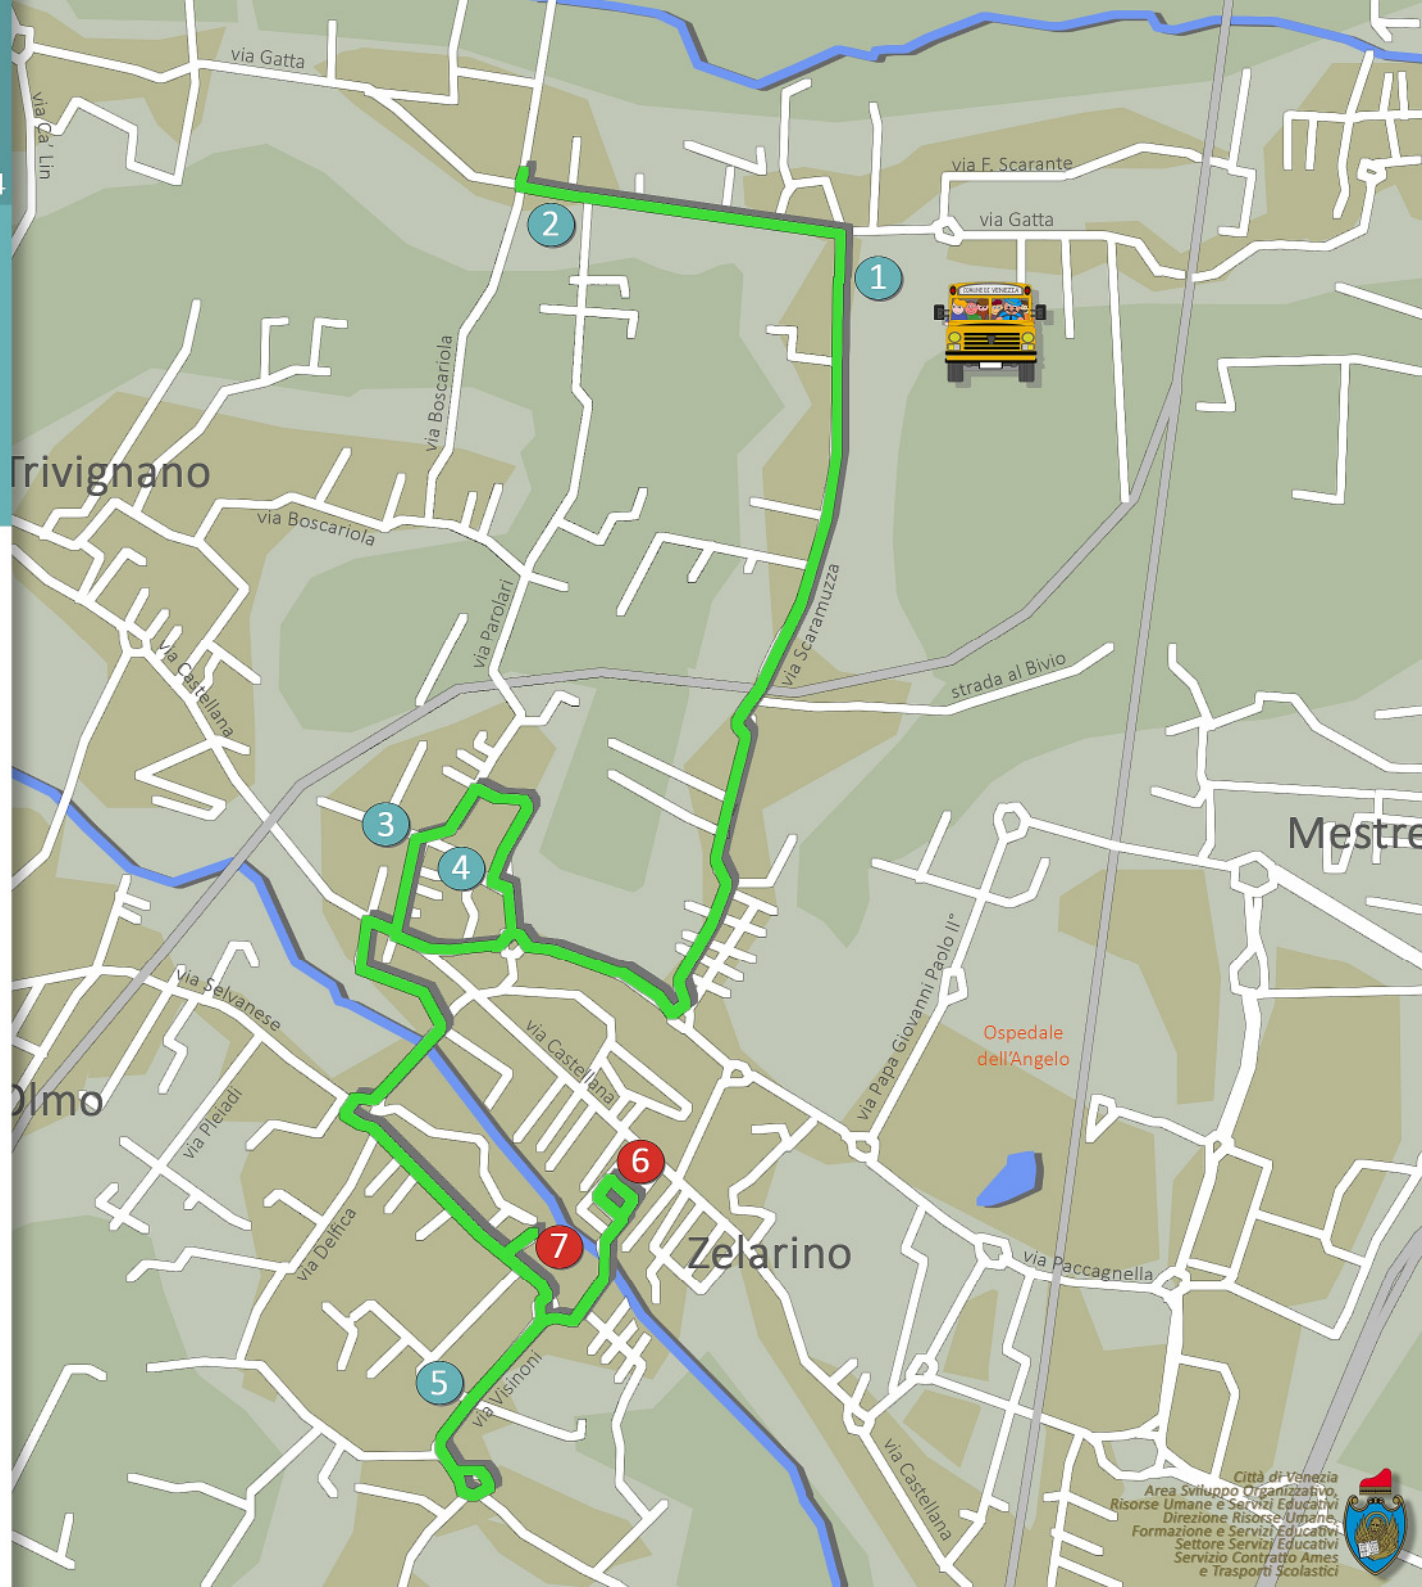 via Gatta
via Ca' Lin
4
via F. Scarante
via Gatta
2
1
COMUNE DI VENEZIA
via Boscariola
Trivignano
via Boscariola
via Parolari
via Scaramuzza
via Castellana
strada al Bivio
3
4
Mestre
via Selvanese
via Papa Giovanni Paolo II°
via Castellana
Ospedale
dell'Angelo
Olmo
via Pleiadi
6
via Delfica
7
Zelarino
via Paccagnella
5
via Visinoni
via Castellana
Città di Venezia
Area Sviluppo Organizzativo,
Risorse Umane e Servizi Educativi
Direzione Risorse Umane,
Formazione e Servizi Educativi
Settore Servizi Educativi
Servizio Contratto Ames
e Trasporti Scolastici